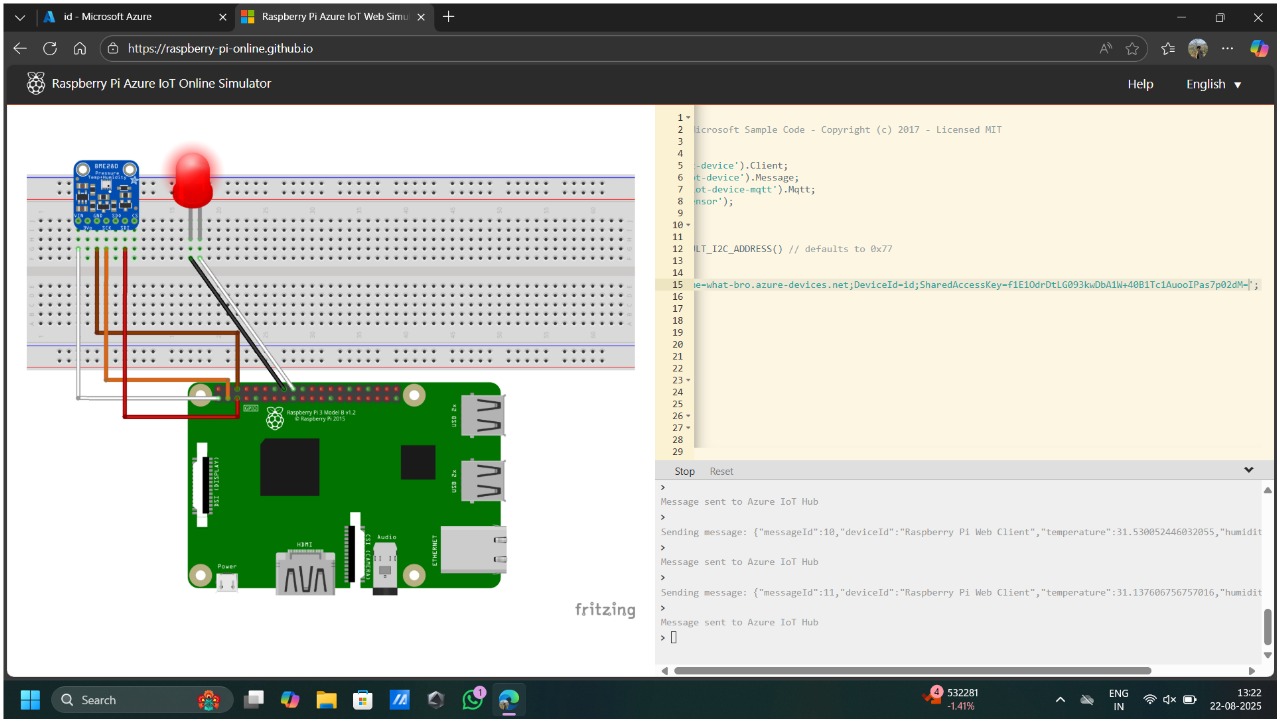 id - Microsoft Azure
Raspberry Pi Azure IoT Web Simu
https://raspberry-pi-online.github.io
Raspberry Pi Azure IoT Online Simulator
Help
English
BME280
Pressure
Temp+Humidity
Raspberry Pi 3 Model B v1.2
© Raspberry Pi 2015
GPIO
DSI (DISPLAY)
USB 2x
USB 2x
HDMI
CSI (CAMERA)
Audio
ETHERNET
Power
fritzing
1
2 icrosoft Sample Code - Copyright (c) 2017 - Licensed MIT
3
4
5 -device').Client;
6 ot-device').Message;
7 ot-device-mqtt').Mqtt;
8 ensor');
9
10
11
12 ULT_I2C_ADDRESS() // defaults to 0x77
13
14
15 me=what-bro.azure-devices.net;DeviceId=id;SharedAccessKey=f1E1OdrDtLG093kwDbA1W+40B1Tc1AuooIPas7p02dM=';
16
17
18
19
20
21
22
23
24
25
26
27
28
29
Stop Reset
>
Message sent to Azure IoT Hub
>
Sending message: {"messageId":10,"deviceId":"Raspberry Pi Web Client","temperature":31.530052446032055,"humidit
>
Message sent to Azure IoT Hub
>
Sending message: {"messageId":11,"deviceId":"Raspberry Pi Web Client","temperature":31.137606756757016,"humidit
>
Message sent to Azure IoT Hub
>
Search
1
4
532281
-1.41%
ENG
IN
13:22
22-08-2025